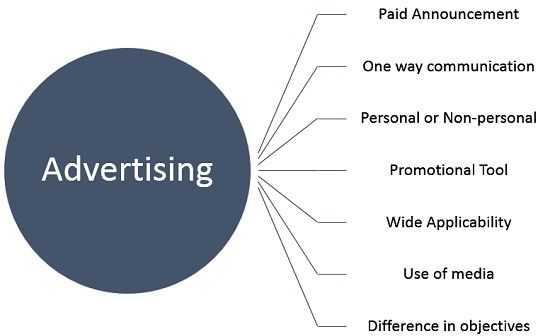 Advertising
Paid Announcement
One way communication
Personal or Non-personal
Promotional Tool
Wide Applicability
Use of media
Difference in objectives